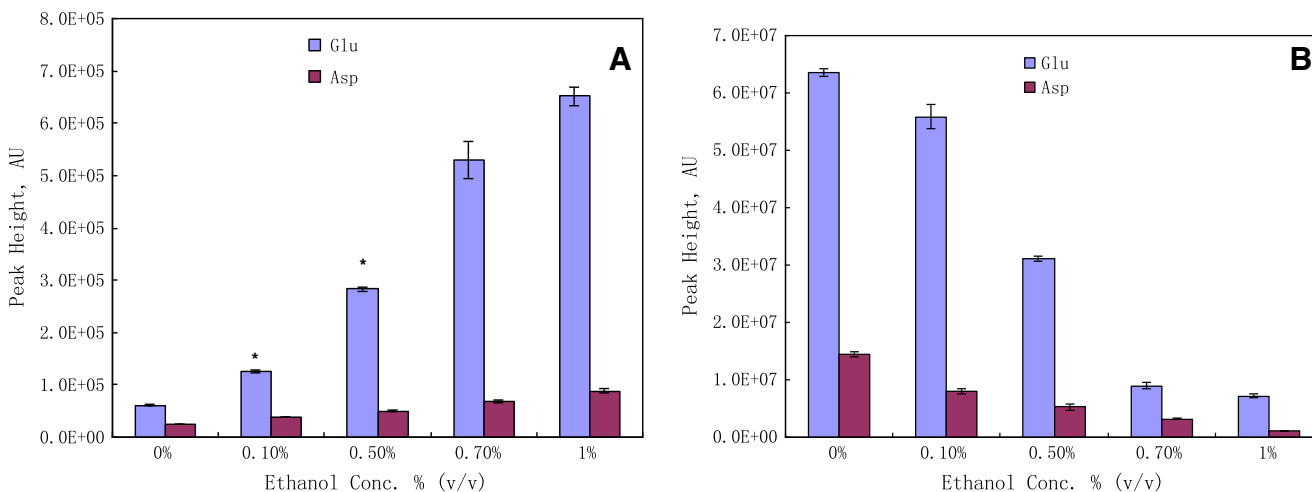 A
Glu
Asp
8.0E+05
7.0E+05
6.0E+05
5.0E+05
4.0E+05
3.0E+05
2.0E+05
1.0E+05
0.0E+00
Peak Height, AU
*
*
0% 0.10% 0.50% 0.70% 1%
Ethanol Conc. % (v/v)
B
Glu
Asp
7.0E+07
6.0E+07
5.0E+07
4.0E+07
3.0E+07
2.0E+07
1.0E+07
0.0E+00
Peak Height, AU
0% 0.10% 0.50% 0.70% 1%
Ethanol Conc. % (v/v)